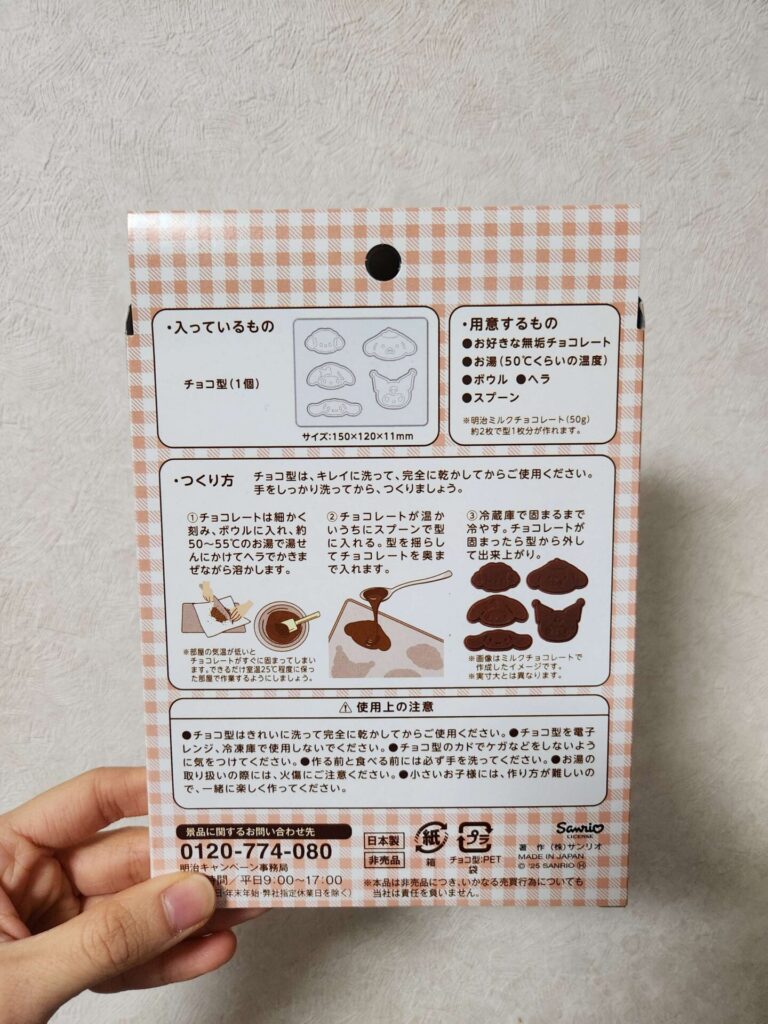 ・入っているもの
チョコ型(1個)
サイズ:150×120×11mm
・用意するもの
●お好きな無垢チョコレート
●お湯(50℃くらいの温度)
●ボウル ●ヘラ
●スプーン
※明治ミルクチョコレート(50g)
約2枚で型1枚分が作れます。
・つくり方
チョコ型は、キレイに洗って、完全に乾かしてからご使用ください。
手をしっかり洗ってから、つくりましょう。
①チョコレートは細かく
刻み、ボウルに入れ、約
50〜55℃のお湯で湯せ
んにかけてヘラでかきま
ぜながら溶かします。
※部屋の気温が低いと
チョコレートがすぐに固まってしまい
ます。できるだけ室温25℃程度に保っ
た部屋で作業するようにしましょう。
②チョコレートが温か
いうちにスプーンで型
に入れる。型を揺らし
てチョコレートを奥ま
で入れます。
③冷蔵庫で固まるまで
冷やす。チョコレートが
固まったら型から外し
て出来上がり。
※画像はミルクチョコレートで
作成したイメージです。
※実寸大とは異なります。
⚠ 使用上の注意
●チョコ型はきれいに洗って完全に乾かしてからご使用ください。●チョコ型を電子
レンジ、冷凍庫で使用しないでください。●チョコ型のカドでケガなどをしないよう
に気をつけてください。●作る前と食べる前には必ず手を洗ってください。●お湯の
取り扱いの際には、火傷にご注意ください。●小さいお子様には、作り方が難しいの
で、一緒に楽しく作ってください。
景品に関するお問い合わせ先
0120-774-080
明治キャンペーン事務局
時間/平日9:00〜17:00
日・年末年始・弊社指定休業日を除く)
日本製
非売品
紙
箱
プラ
チョコ型:PET
袋
Sanrio
LICENSE
著 作 (株)サンリオ
MADE IN JAPAN
© '25 SANRIO Ⓗ
※本品は非売品につき、いかなる売買行為についても
当社は責任を負いません。